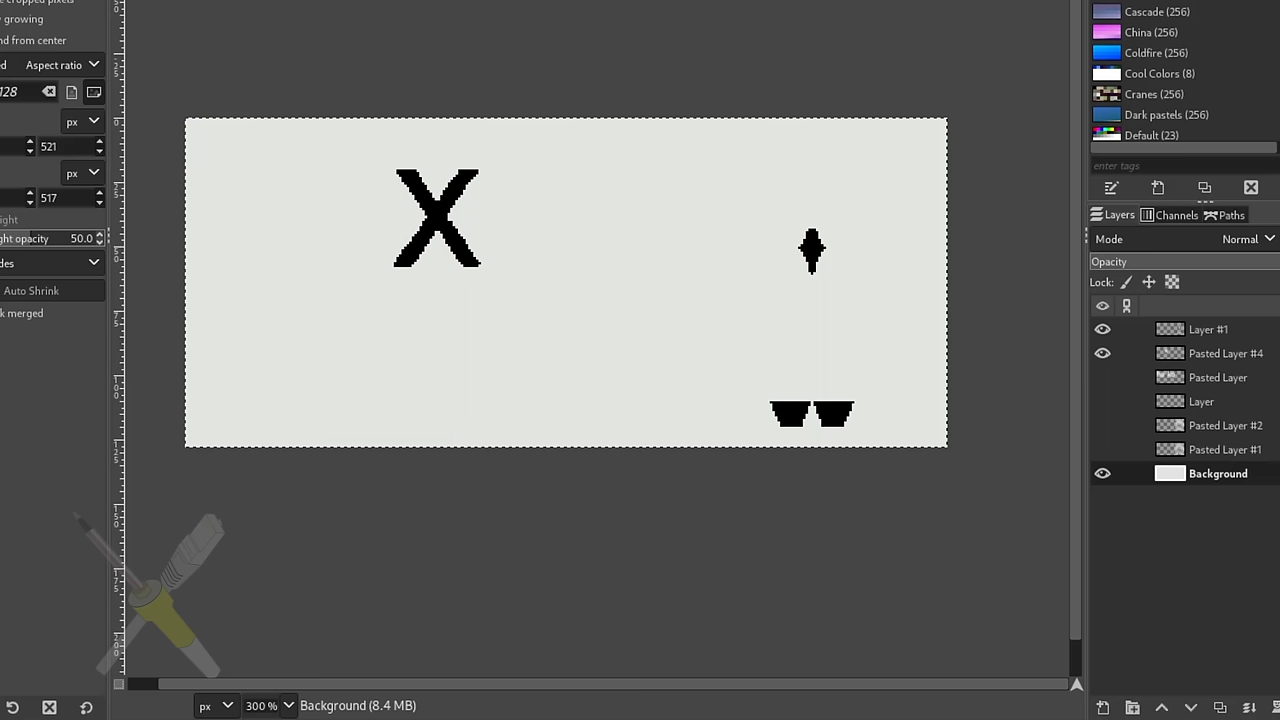 e cropped pixels
w growing
nd from center
ed Aspect ratio
128
px
521
px
517
ight
ght opacity 50.0
des
Auto Shrink
k merged
X
Cascade (256)
China (256)
Coldfire (256)
Cool Colors (8)
Cranes (256)
Dark pastels (256)
Default (23)
enter tags
Layers Channels Paths
Mode Normal
Opacity
Lock:
Layer #1
Pasted Layer #4
Pasted Layer
Layer
Pasted Layer #2
Pasted Layer #1
Background
px 300 % Background (8.4 MB)